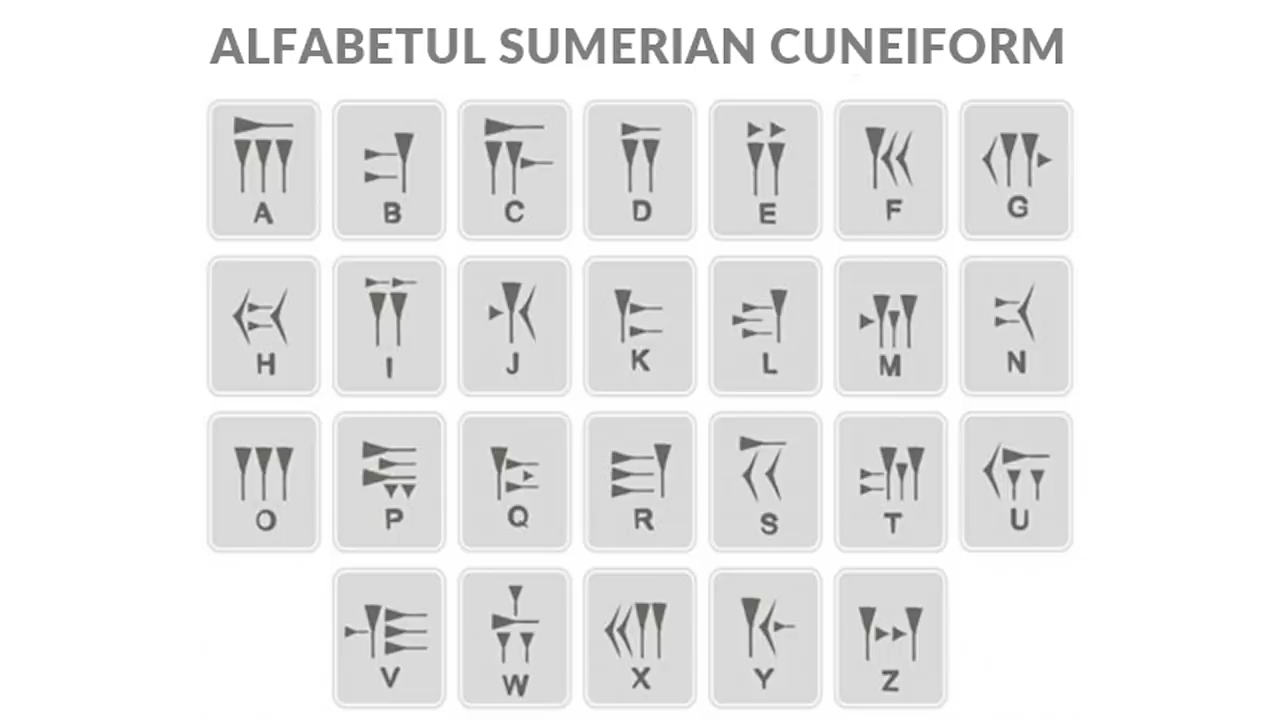 ALFABETUL SUMERIAN CUNEIFORM
A B C D E F G
H I J K L M N
O P Q R S T U
V W X Y Z